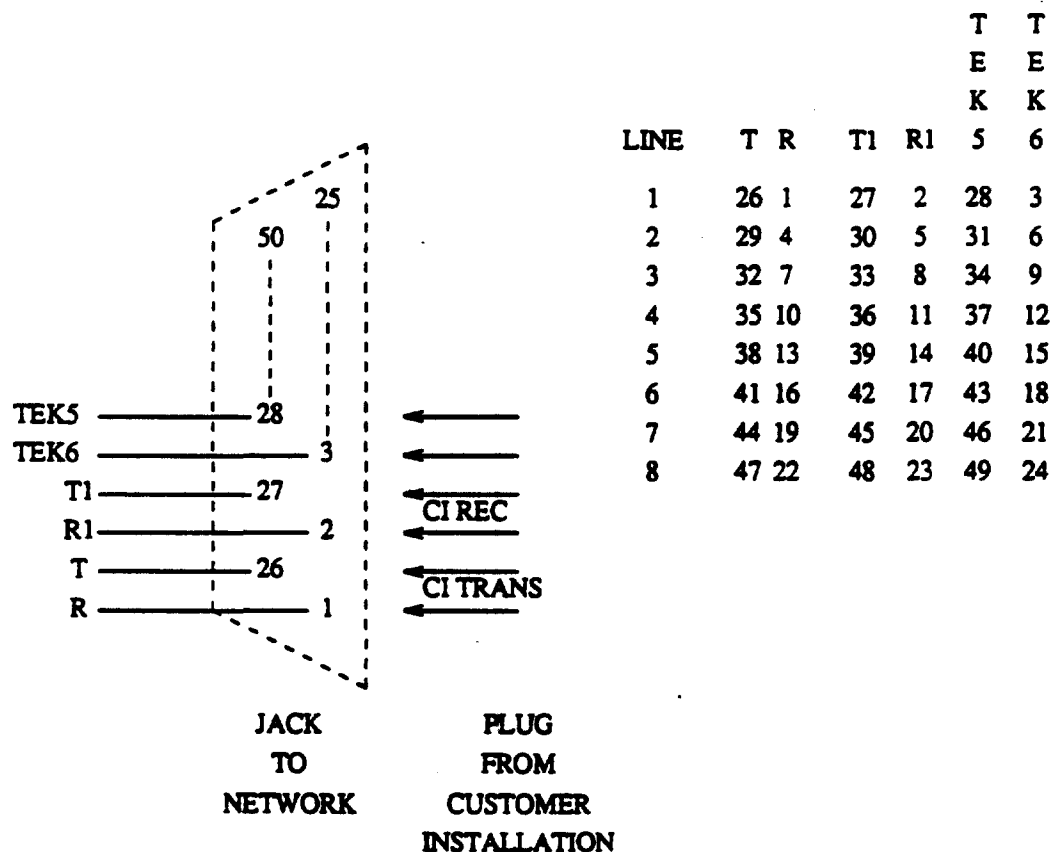 T T
E E
K K
LINE T R T1 R1 5 6
1 26 1 27 2 28 3
2 29 4 30 5 31 6
3 32 7 33 8 34 9
4 35 10 36 11 37 12
5 38 13 39 14 40 15
6 41 16 42 17 43 18
7 44 19 45 20 46 21
8 47 22 48 23 49 24
25
50
TEK5 28
TEK6 3
T1 27
CI REC
R1 2
T 26
CI TRANS
R 1
JACK
TO
NETWORK
PLUG
FROM
CUSTOMER
INSTALLATION